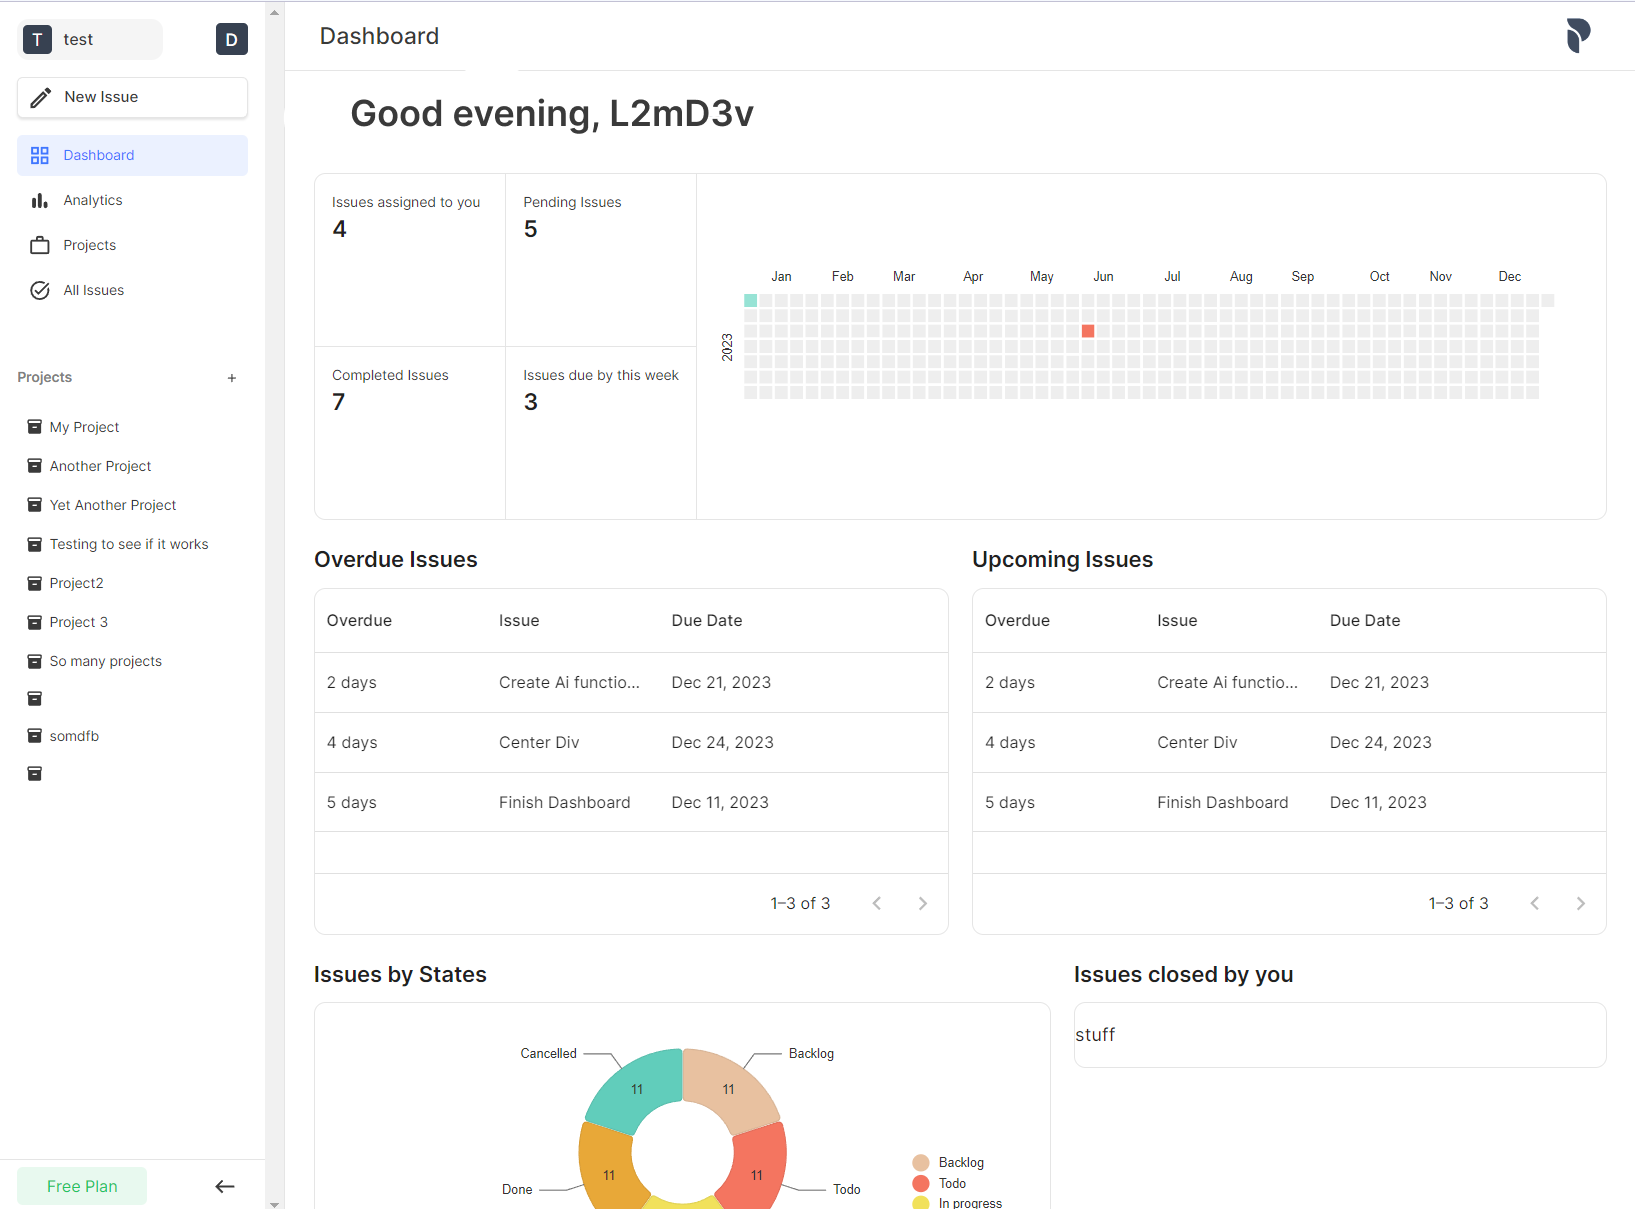 T test D
New Issue
Dashboard
Analytics
Projects
All Issues
Projects +
My Project
Another Project
Yet Another Project
Testing to see if it works
Project2
Project 3
So many projects
somdfb
Free Plan
Dashboard
Good evening, L2mD3v
Issues assigned to you
4
Pending Issues
5
Completed Issues
7
Issues due by this week
3
Jan Feb Mar Apr May Jun Jul Aug Sep Oct Nov Dec
2023
Overdue Issues
Overdue Issue Due Date
2 days Create Ai functio... Dec 21, 2023
4 days Center Div Dec 24, 2023
5 days Finish Dashboard Dec 11, 2023
1–3 of 3
Upcoming Issues
Overdue Issue Due Date
2 days Create Ai functio... Dec 21, 2023
4 days Center Div Dec 24, 2023
5 days Finish Dashboard Dec 11, 2023
1–3 of 3
Issues by States
Cancelled Backlog
11 11
11 11
Done Todo
Backlog
Todo
In progress
Issues closed by you
stuff